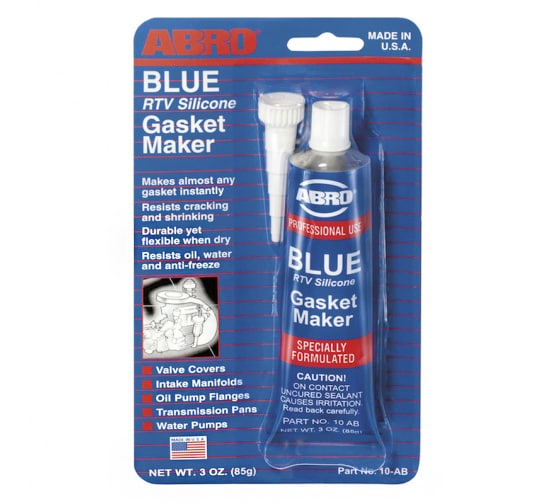 ABRO®
MADE IN
U.S.A.
BLUE
RTV Silicone
Gasket
Maker
Makes almost any
gasket instantly
Resists cracking
and shrinking
Durable yet
flexible when dry
Resists oil, water
and anti-freeze
Valve Covers
Intake Manifolds
Oil Pump Flanges
Transmission Pans
Water Pumps
MADE IN U.S.A
NET WT. 3 OZ. (85g)
Part No. 10-AB
ABRO
PROFESSIONAL USE
BLUE
RTV Silicone
Gasket
Maker
SPECIALLY
FORMULATED
CAUTION!
ON CONTACT
UNCURED SEALANT
CAUSES IRRITATION.
Read back carefully.
PART NO. 10 AB
NET WT. 3 OZ. (85g)